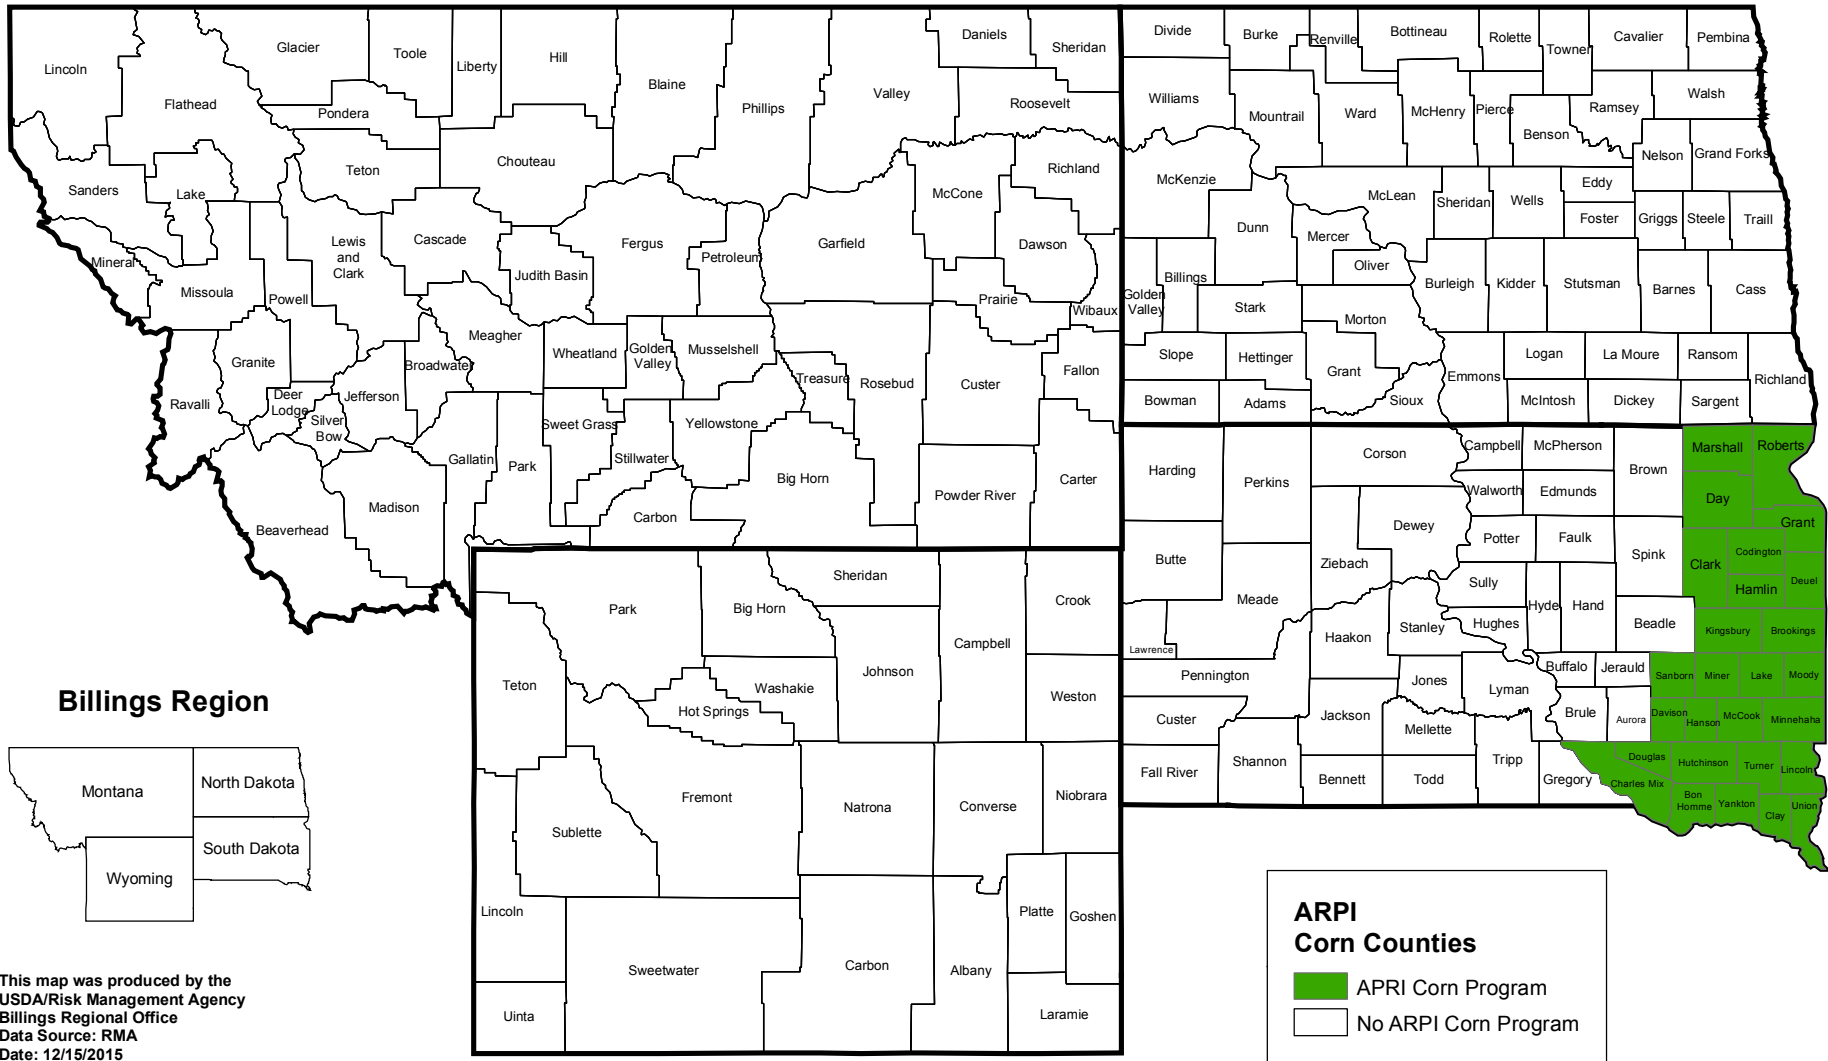 Lincoln
Flathead
Glacier
Toole
Liberty
Hill
Blaine
Phillips
Valley
Daniels
Sheridan
Roosevelt
Pondera
Teton
Chouteau
Sanders
Lake
Lewis
and
Clark
Cascade
Judith Basin
Fergus
Petroleum
Garfield
McCone
Richland
Dawson
Mineral
Missoula
Powell
Meagher
Prairie
Wibaux
Granite
Broadwater
Wheatland
Golden
Valley
Musselshell
Treasure
Rosebud
Custer
Fallon
Ravalli
Deer
Lodge
Silver
Bow
Jefferson
Sweet Grass
Yellowstone
Stillwater
Gallatin
Park
Big Horn
Powder River
Carter
Madison
Beaverhead
Carbon
Divide
Burke
Renville
Bottineau
Rolette
Towner
Cavalier
Pembina
Williams
Mountrail
Ward
McHenry
Pierce
Benson
Ramsey
Walsh
Nelson
Grand Forks
McKenzie
McLean
Sheridan
Wells
Eddy
Foster
Griggs
Steele
Traill
Dunn
Mercer
Oliver
Billings
Golden
Valley
Stark
Burleigh
Kidder
Stutsman
Barnes
Cass
Morton
Slope
Hettinger
Grant
Emmons
Logan
La Moure
Ransom
Richland
Bowman
Adams
Sioux
McIntosh
Dickey
Sargent
Harding
Perkins
Corson
Campbell
McPherson
Brown
Marshall
Roberts
Walworth
Edmunds
Day
Dewey
Potter
Faulk
Spink
Grant
Butte
Ziebach
Clark
Codington
Sully
Deuel
Hamlin
Meade
Hyde
Hand
Haakon
Stanley
Hughes
Beadle
Kingsbury
Brookings
Lawrence
Pennington
Jones
Lyman
Buffalo
Jerauld
Sanborn
Miner
Lake
Moody
Custer
Jackson
Mellette
Brule
Aurora
Davison
Hanson
McCook
Minnehaha
Fall River
Shannon
Bennett
Todd
Tripp
Gregory
Douglas
Hutchinson
Turner
Lincoln
Charles Mix
Bon
Homme
Yankton
Clay
Union
Park
Big Horn
Sheridan
Crook
Campbell
Johnson
Teton
Washakie
Hot Springs
Weston
Fremont
Natrona
Converse
Niobrara
Sublette
Lincoln
Sweetwater
Carbon
Albany
Platte
Goshen
Uinta
Laramie
Billings Region
Montana
North Dakota
South Dakota
Wyoming
This map was produced by the
USDA/Risk Management Agency
Billings Regional Office
Data Source: RMA
Date: 12/15/2015
ARPI
Corn Counties
APRI Corn Program
No ARPI Corn Program